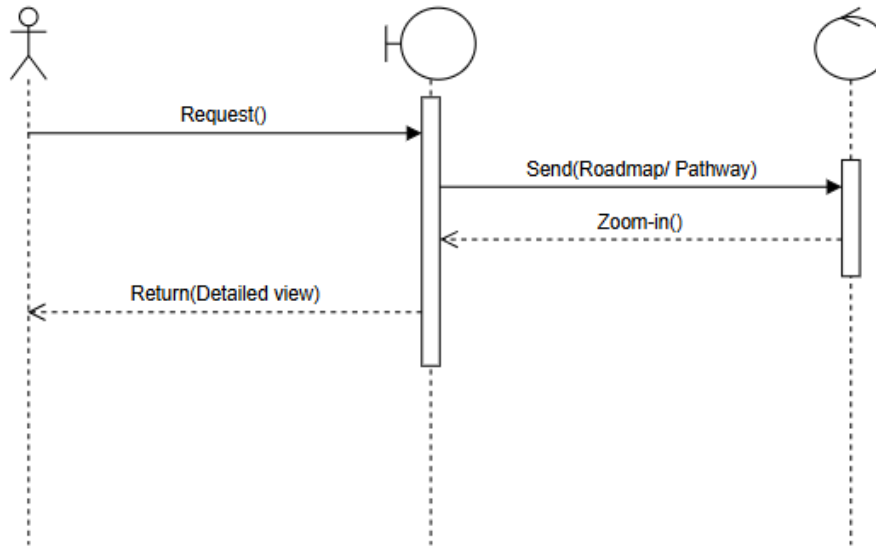 Request()
Send(Roadmap/ Pathway)
Zoom-in()
Return(Detailed view)